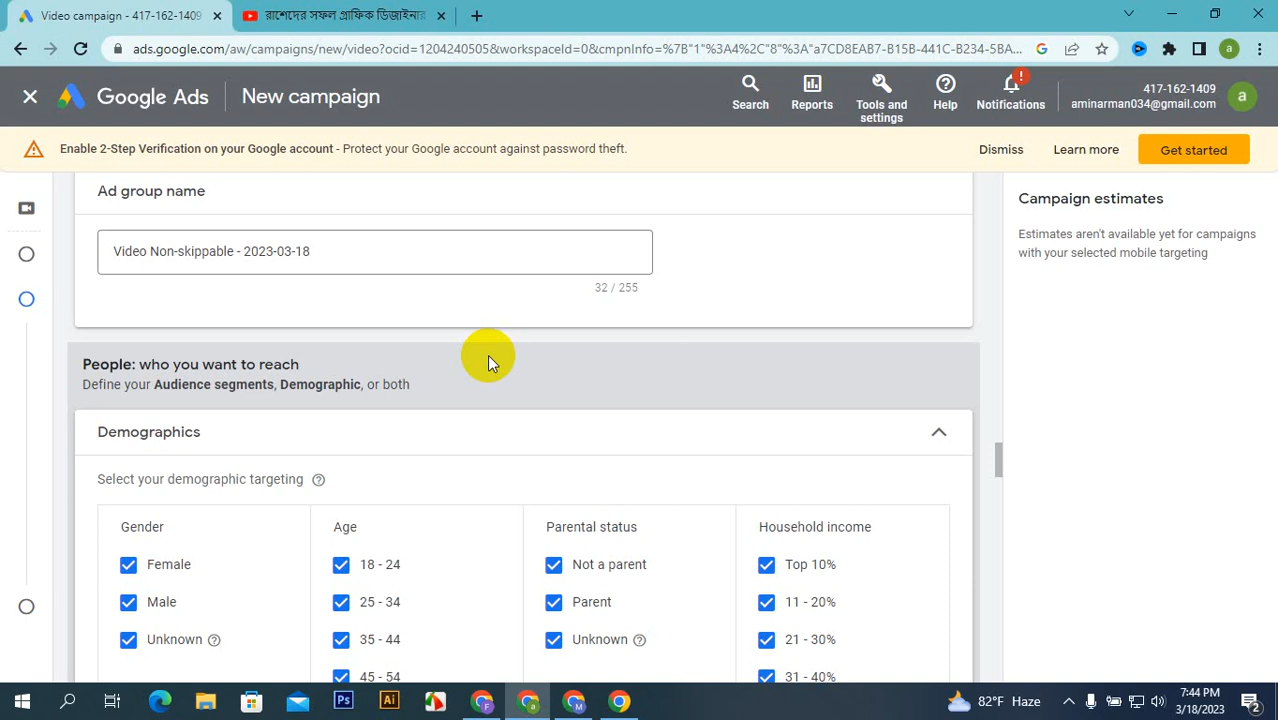 Video campaign - 417-162-1409
রাশেদের সফল গ্রাফিক ডিজাইনার
ads.google.com/aw/campaigns/new/video?ocid=1204240505&workspaceId=0&cmpnInfo=%7B"1"%3A4%2C"8"%3A"a7CD8EAB7-B15B-441C-B234-5BA...
a
Google Ads
New campaign
Search
Reports
Tools and settings
Help
Notifications
417-162-1409
aminarman034@gmail.com
a
Enable 2-Step Verification on your Google account - Protect your Google account against password theft.
Dismiss
Learn more
Get started
Ad group name
Video Non-skippable - 2023-03-18
32 / 255
Campaign estimates
Estimates aren't available yet for campaigns
with your selected mobile targeting
People: who you want to reach
Define your Audience segments, Demographic, or both
Demographics
Select your demographic targeting
Gender
Age
Parental status
Household income
Female
18 - 24
Not a parent
Top 10%
Male
25 - 34
Parent
11 - 20%
Unknown
35 - 44
Unknown
21 - 30%
45 - 54
31 - 40%
82°F Haze
7:44 PM
3/18/2023
2